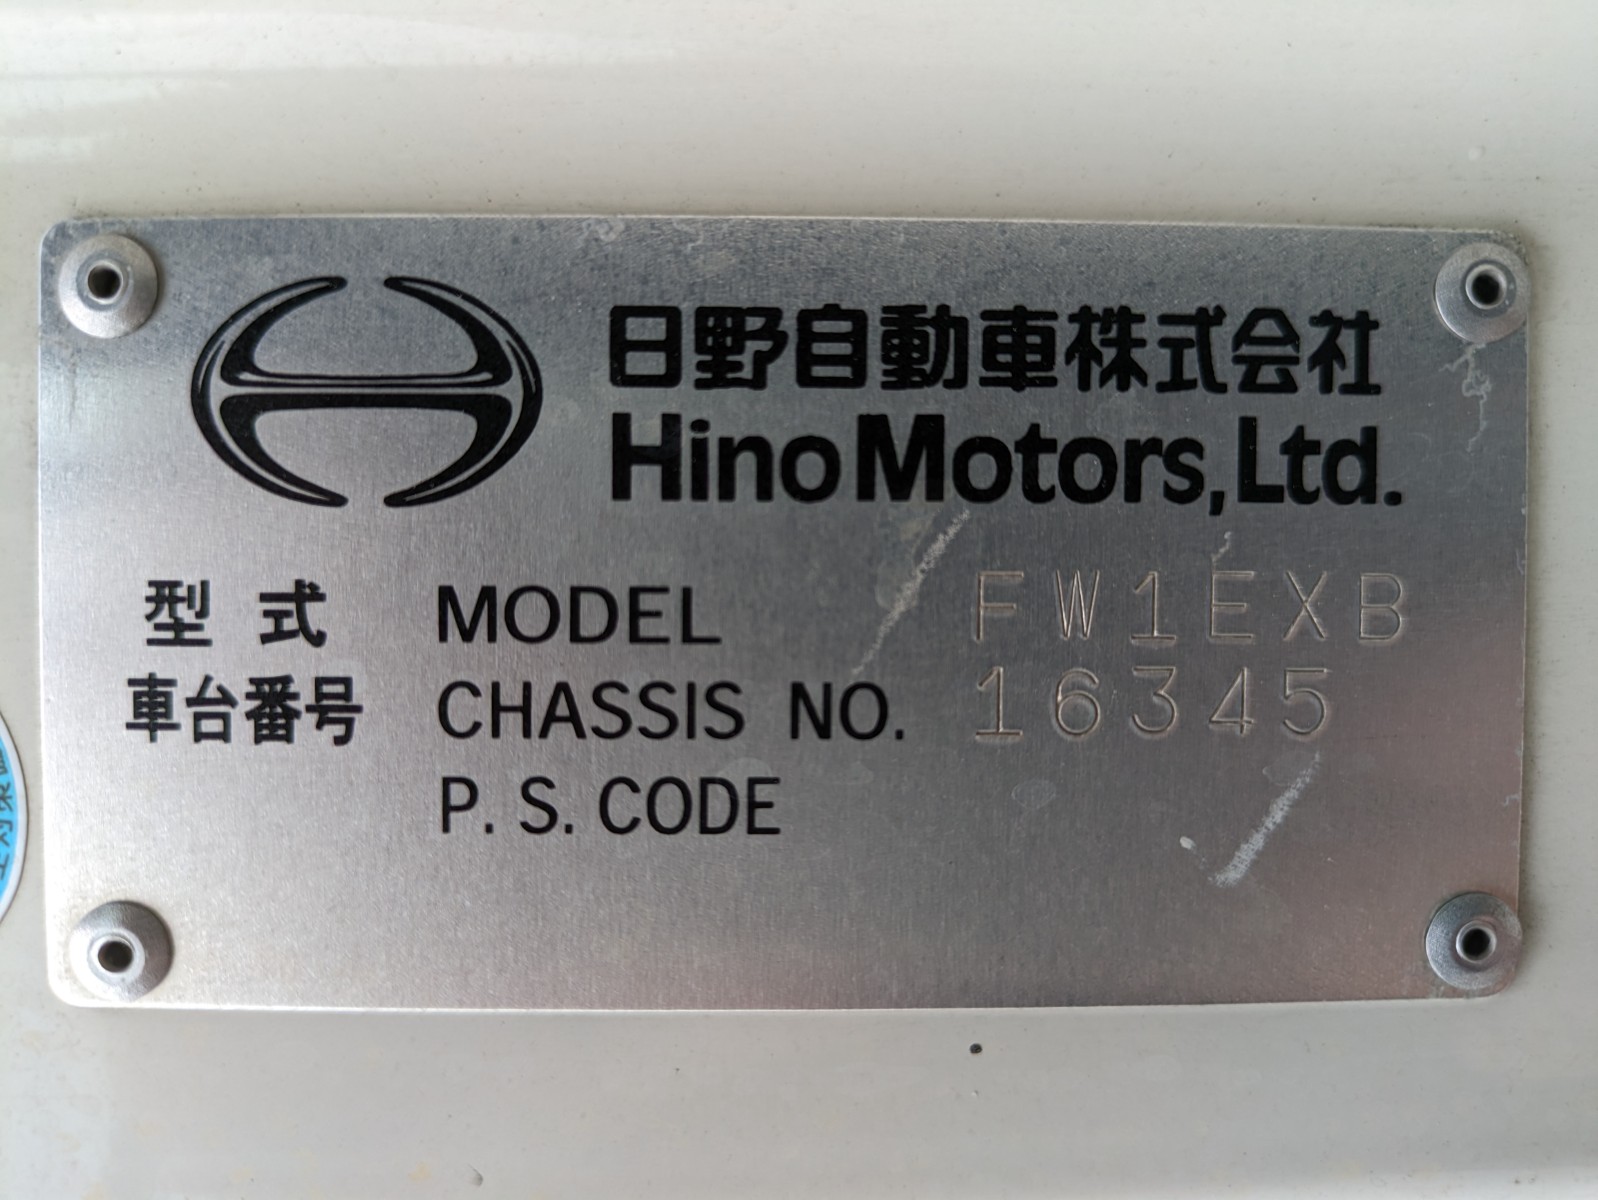 日野自動車株式会社
Hino Motors, Ltd.
型式 MODEL FW1EXB
車台番号 CHASSIS NO. 16345
P. S. CODE